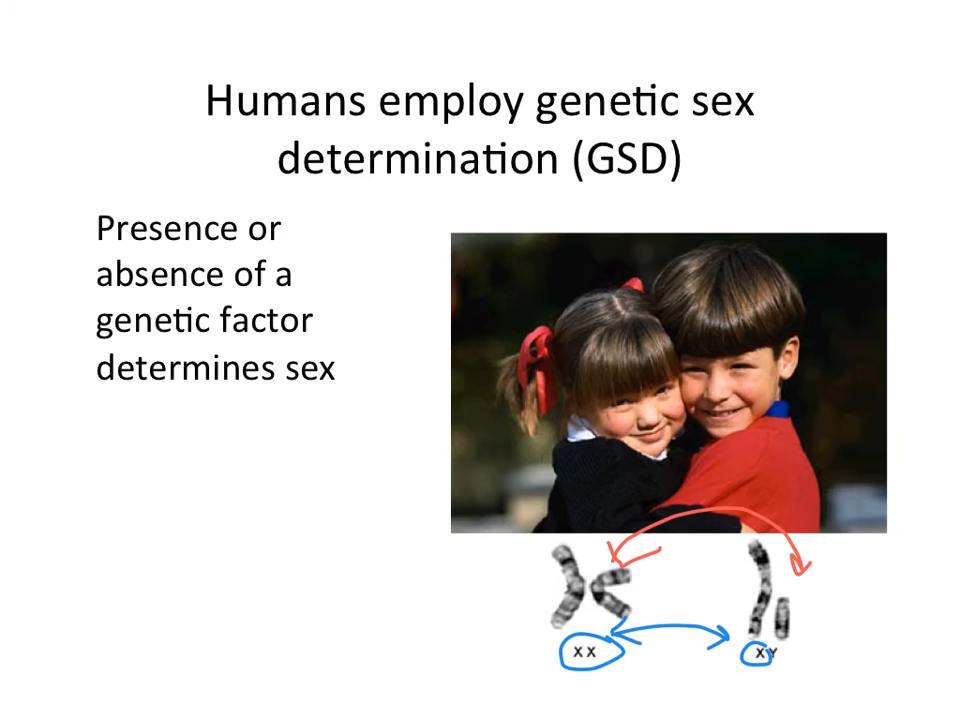 Humans employ genetic sex
determination (GSD)
Presence or
absence of a
genetic factor
determines sex
XX
XY